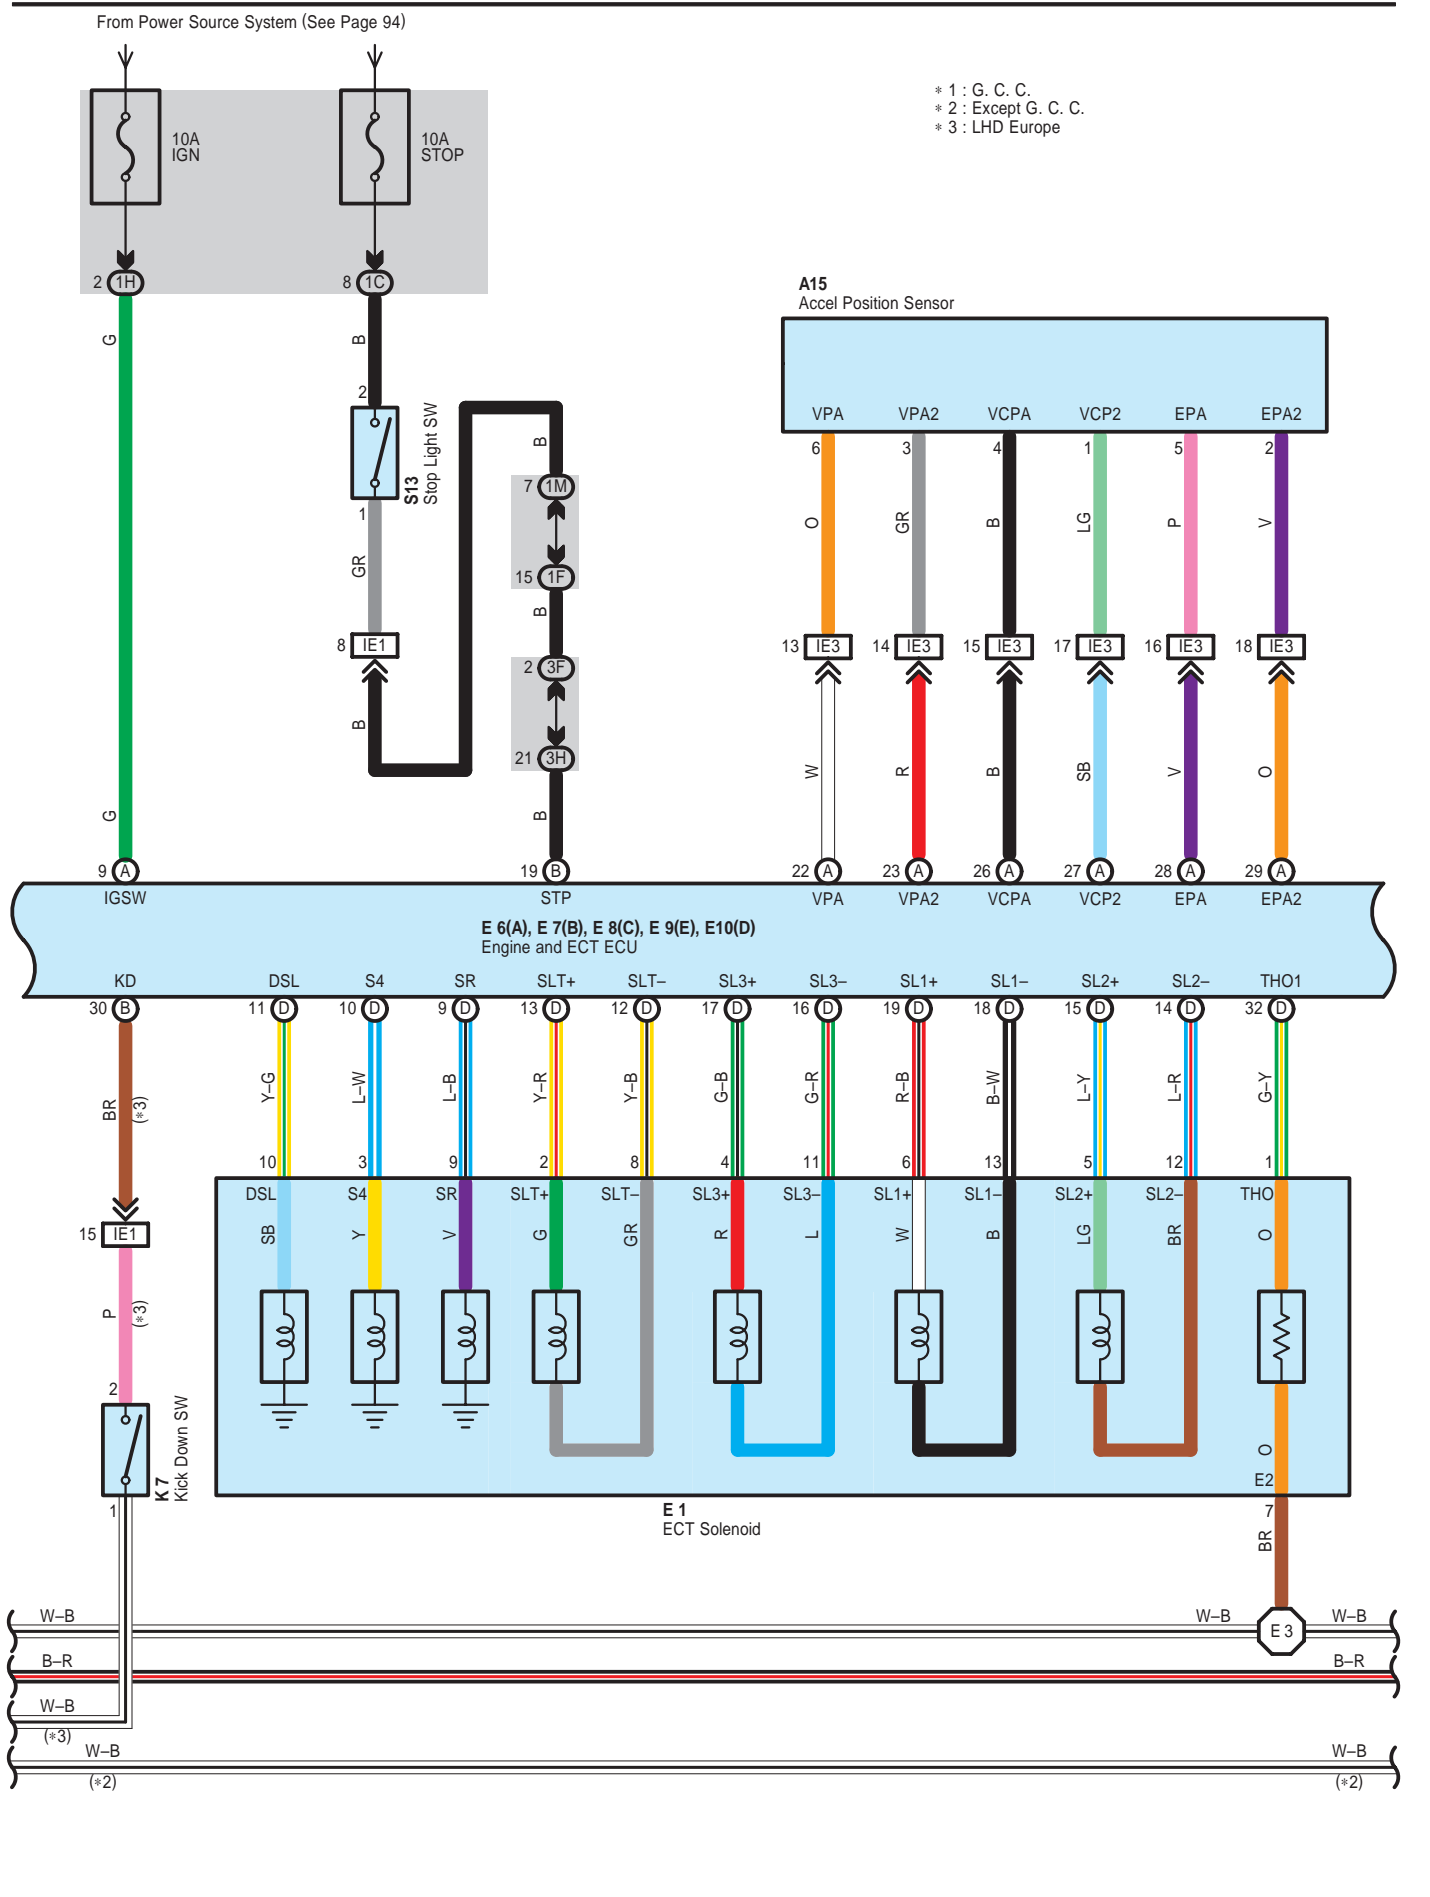 From Power Source System (See Page 94)
∗ 1 : G. C. C.
∗ 2 : Except G. C. C.
∗ 3 : LHD Europe
10A
IGN
10A
STOP
2 1H
8 1C
G
B
2
S13
Stop Light SW
1
GR
8 IE1
B
B
7 1M
15 1F
B
2 3F
21 3H
B
G
A15
Accel Position Sensor
VPA VPA2 VCPA VCP2 EPA EPA2
6 3 4 1 5 2
O GR B LG P V
13 IE3 14 IE3 15 IE3 17 IE3 16 IE3 18 IE3
W R B SB V O
9 A 19 B 22 A 23 A 26 A 27 A 28 A 29 A
IGSW STP VPA VPA2 VCPA VCP2 EPA EPA2
E 6(A), E 7(B), E 8(C), E 9(E), E10(D)
Engine and ECT ECU
KD DSL S4 SR SLT+ SLT– SL3+ SL3– SL1+ SL1– SL2+ SL2– THO1
30 B 11 D 10 D 9 D 13 D 12 D 17 D 16 D 19 D 18 D 15 D 14 D 32 D
BR (∗3) Y–G L–W L–B Y–R Y–B G–B G–R R–B B–W L–Y L–R G–Y
10 3 9 2 8 4 11 6 13 5 12 1
DSL S4 SR SLT+ SLT– SL3+ SL3– SL1+ SL1– SL2+ SL2– THO
15 IE1
SB Y V G GR R L W B LG BR O
P (∗3)
2
K 7
Kick Down SW
1
O
E2
E 1
ECT Solenoid
7
BR
W–B W–B E 3 W–B
B–R B–R
W–B
(∗3)
W–B W–B
(∗2) (∗2)